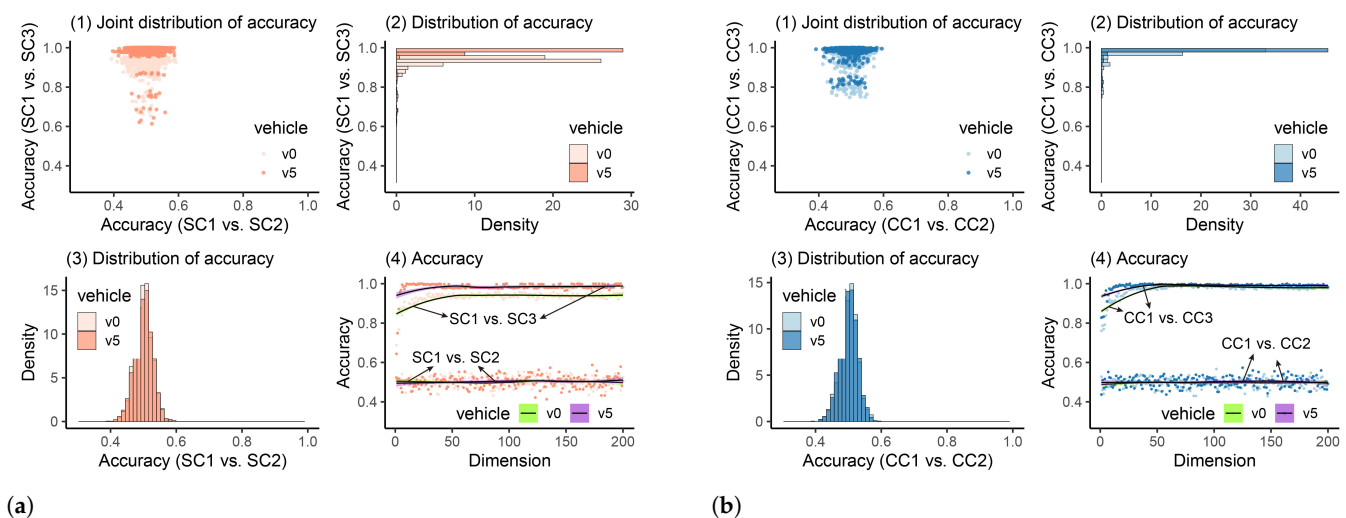 (1) Joint distribution of accuracy
Accuracy (SC1 vs. SC3)
1.0
0.8
0.6
0.4
vehicle
v0
v5
0.4
0.6
0.8
1.0
Accuracy (SC1 vs. SC2)
(2) Distribution of accuracy
Accuracy (SC1 vs. SC3)
1.0
0.8
0.6
0.4
vehicle
v0
v5
0
10
20
30
Density
(3) Distribution of accuracy
Density
15
10
5
0
vehicle
v0
v5
0.4
0.6
0.8
1.0
Accuracy (SC1 vs. SC2)
(4) Accuracy
Accuracy
1.0
0.8
0.6
0.4
SC1 vs. SC3
SC1 vs. SC2
vehicle
v0
v5
0
50
100
150
200
Dimension
(a)
(1) Joint distribution of accuracy
Accuracy (CC1 vs. CC3)
1.0
0.8
0.6
0.4
vehicle
v0
v5
0.4
0.6
0.8
1.0
Accuracy (CC1 vs. CC2)
(2) Distribution of accuracy
Accuracy (CC1 vs. CC3)
1.0
0.8
0.6
0.4
vehicle
v0
v5
0
10
20
30
40
Density
(3) Distribution of accuracy
Density
15
10
5
0
vehicle
v0
v5
0.4
0.6
0.8
1.0
Accuracy (CC1 vs. CC2)
(4) Accuracy
Accuracy
1.0
0.8
0.6
0.4
CC1 vs. CC3
CC1 vs. CC2
vehicle
v0
v5
0
50
100
150
200
Dimension
(b)